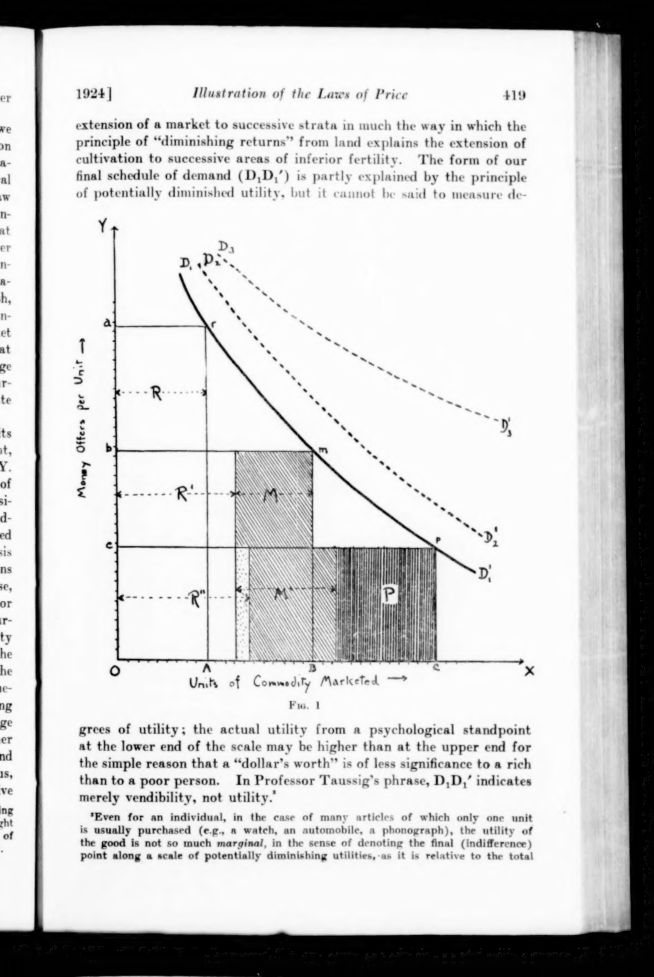 1924]
Illustration of the Laws of Price
419
extension of a market to successive strata in much the way in which the
principle of “diminishing returns” from land explains the extension of
cultivation to successive areas of inferior fertility. The form of our
final schedule of demand (D₁D₁′) is partly explained by the principle
of potentially diminished utility, but it cannot be said to measure de-
Y
D₁
D₂
D₃
a
r
Money Offers per Unit →
R
D₃'
b
m
R'
M
D₂'
c
P
D₁'
R"
M'
P
O
A
B
C
X
Units of Commodity Marketed →
FIG. 1
grees of utility; the actual utility from a psychological standpoint
at the lower end of the scale may be higher than at the upper end for
the simple reason that a “dollar's worth” is of less significance to a rich
than to a poor person. In Professor Taussig's phrase, D₁D₁′ indicates
merely vendibility, not utility.³
³Even for an individual, in the case of many articles of which only one unit
is usually purchased (e.g., a watch, an automobile, a phonograph), the utility of
the good is not so much marginal, in the sense of denoting the final (indifference)
point along a scale of potentially diminishing utilities, as it is relative to the total